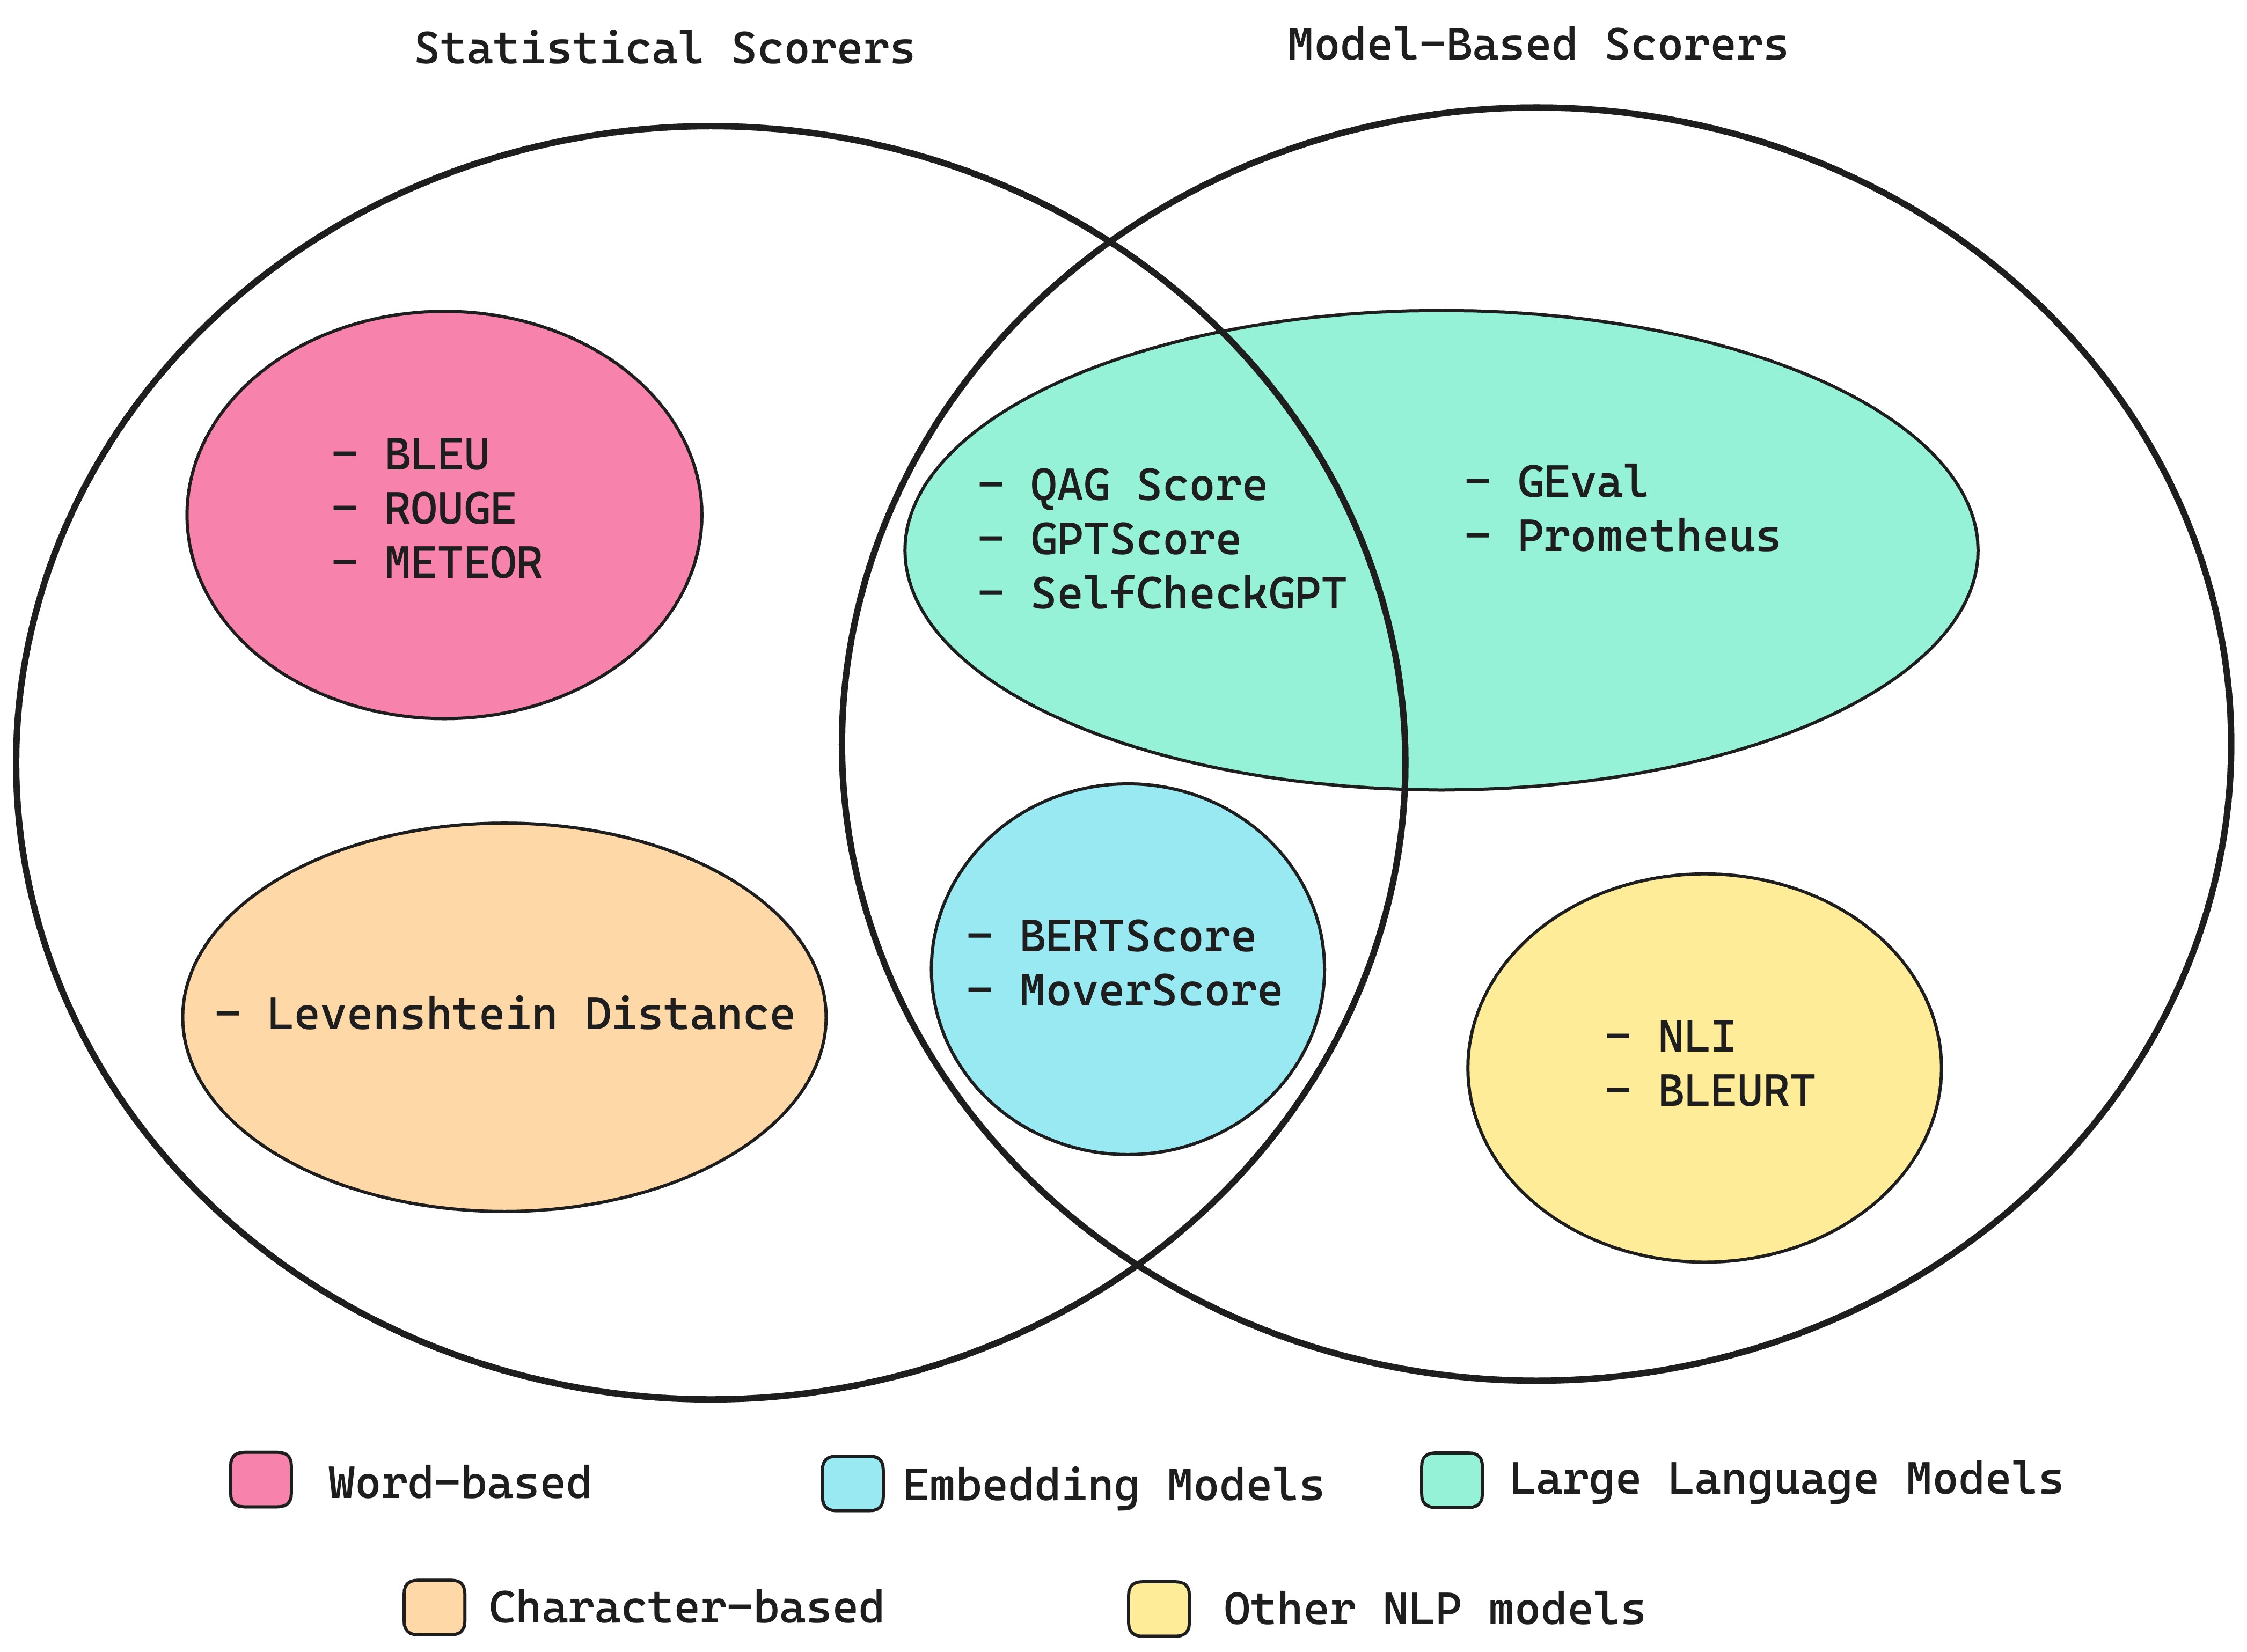 Statistical Scorers
Model-Based Scorers
- BLEU
- ROUGE
- METEOR
- QAG Score
- GPTScore
- SelfCheckGPT
- GEval
- Prometheus
- Levenshtein Distance
- BERTScore
- MoverScore
- NLI
- BLEURT
Word-based
Embedding Models
Large Language Models
Character-based
Other NLP models